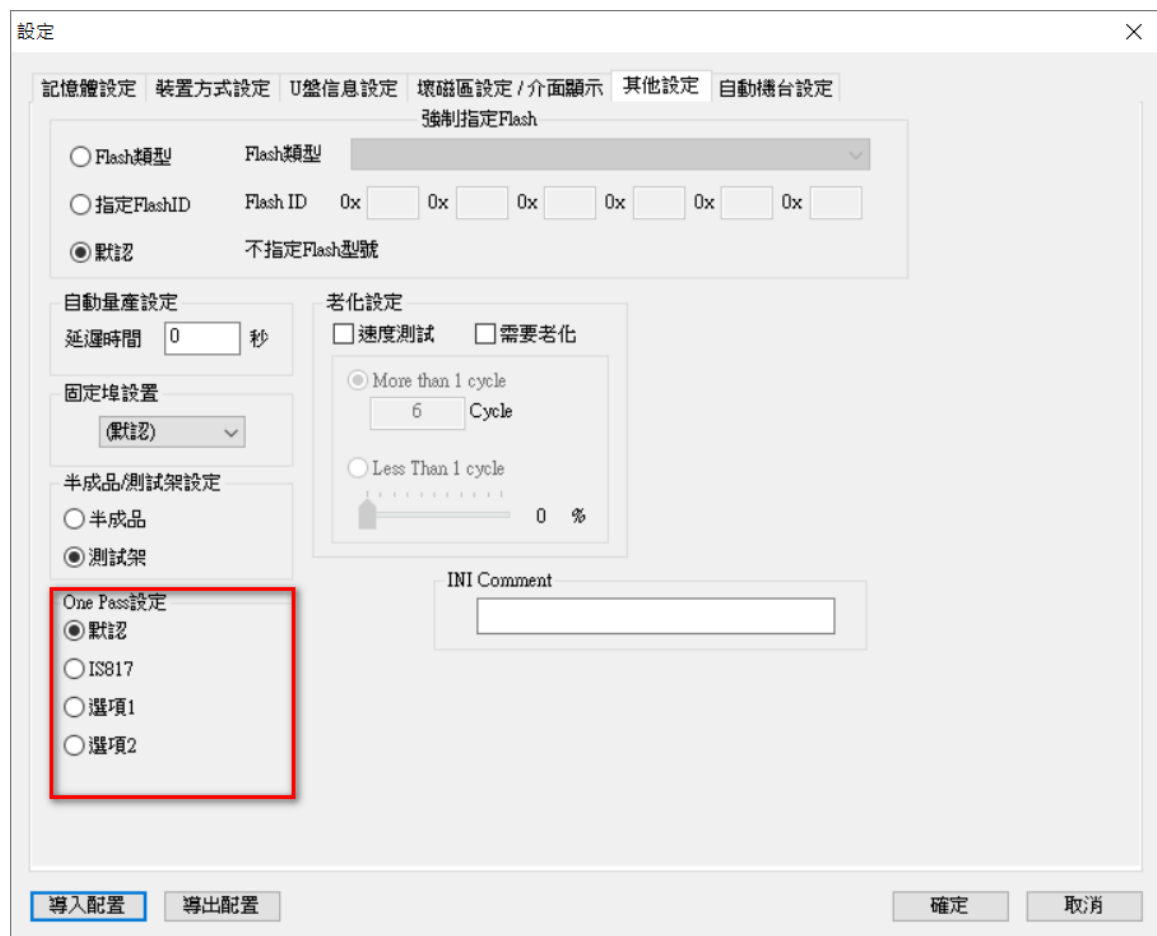 設定
記憶體設定 裝置方式設定 U盤信息設定 壞磁區設定 / 介面顯示 其他設定 自動機台設定
強制指定Flash
Flash類型 Flash類型
指定FlashID Flash ID 0x 0x 0x 0x 0x 0x
默認 不指定Flash型號
自動量產設定
延遲時間 0 秒
固定埠設置
(默認)
半成品/測試架設定
半成品
測試架
老化設定
速度測試 需要老化
More than 1 cycle
6 Cycle
Less Than 1 cycle
0 %
One Pass設定
默認
IS817
選項1
選項2
INI Comment
導入配置 導出配置 確定 取消